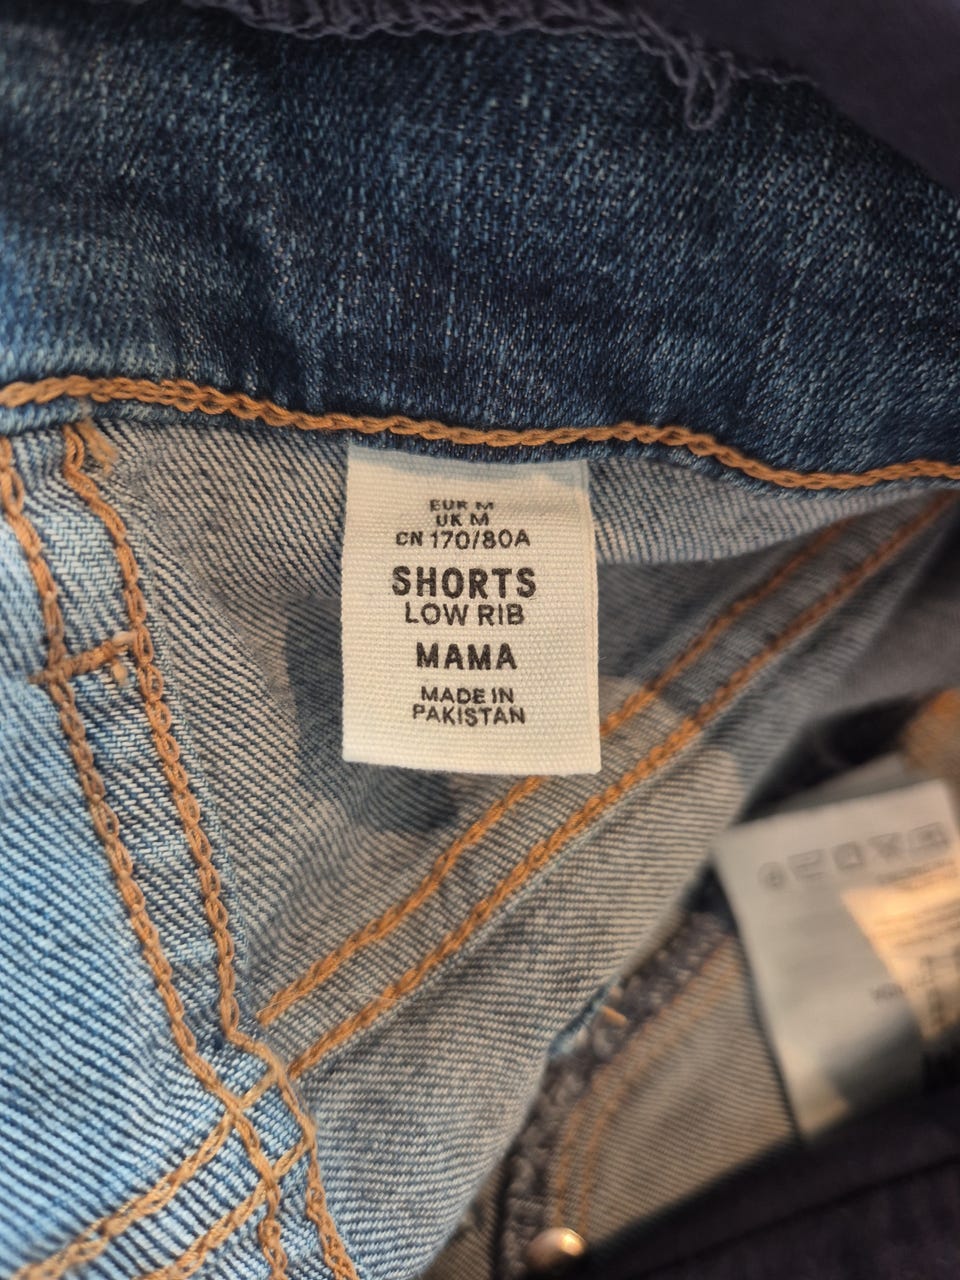 EUR M
UK M
CN 170/80A
SHORTS
LOW RIB
MAMA
MADE IN
PAKISTAN